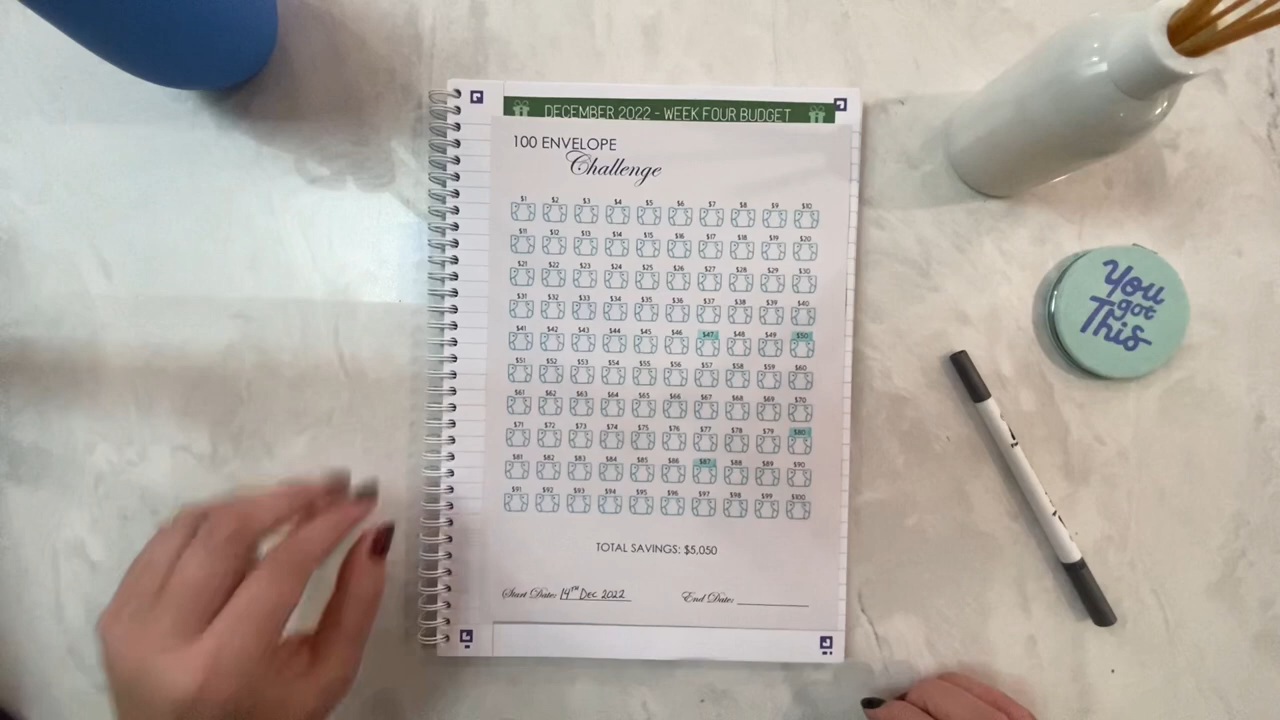 DECEMBER 2022 - WEEK FOUR BUDGET
100 ENVELOPE
Challenge
$1 $2 $3 $4 $5 $6 $7 $8 $9 $10
$11 $12 $13 $14 $15 $16 $17 $18 $19 $20
$21 $22 $23 $24 $25 $26 $27 $28 $29 $30
$31 $32 $33 $34 $35 $36 $37 $38 $39 $40
$41 $42 $43 $44 $45 $46 $47 $48 $49 $50
$51 $52 $53 $54 $55 $56 $57 $58 $59 $60
$61 $62 $63 $64 $65 $66 $67 $68 $69 $70
$71 $72 $73 $74 $75 $76 $77 $78 $79 $80
$81 $82 $83 $84 $85 $86 $87 $88 $89 $90
$91 $92 $93 $94 $95 $96 $97 $98 $99 $100
TOTAL SAVINGS: $5,050
Start Date: 19TH Dec 2022 End Date:
You
got
This